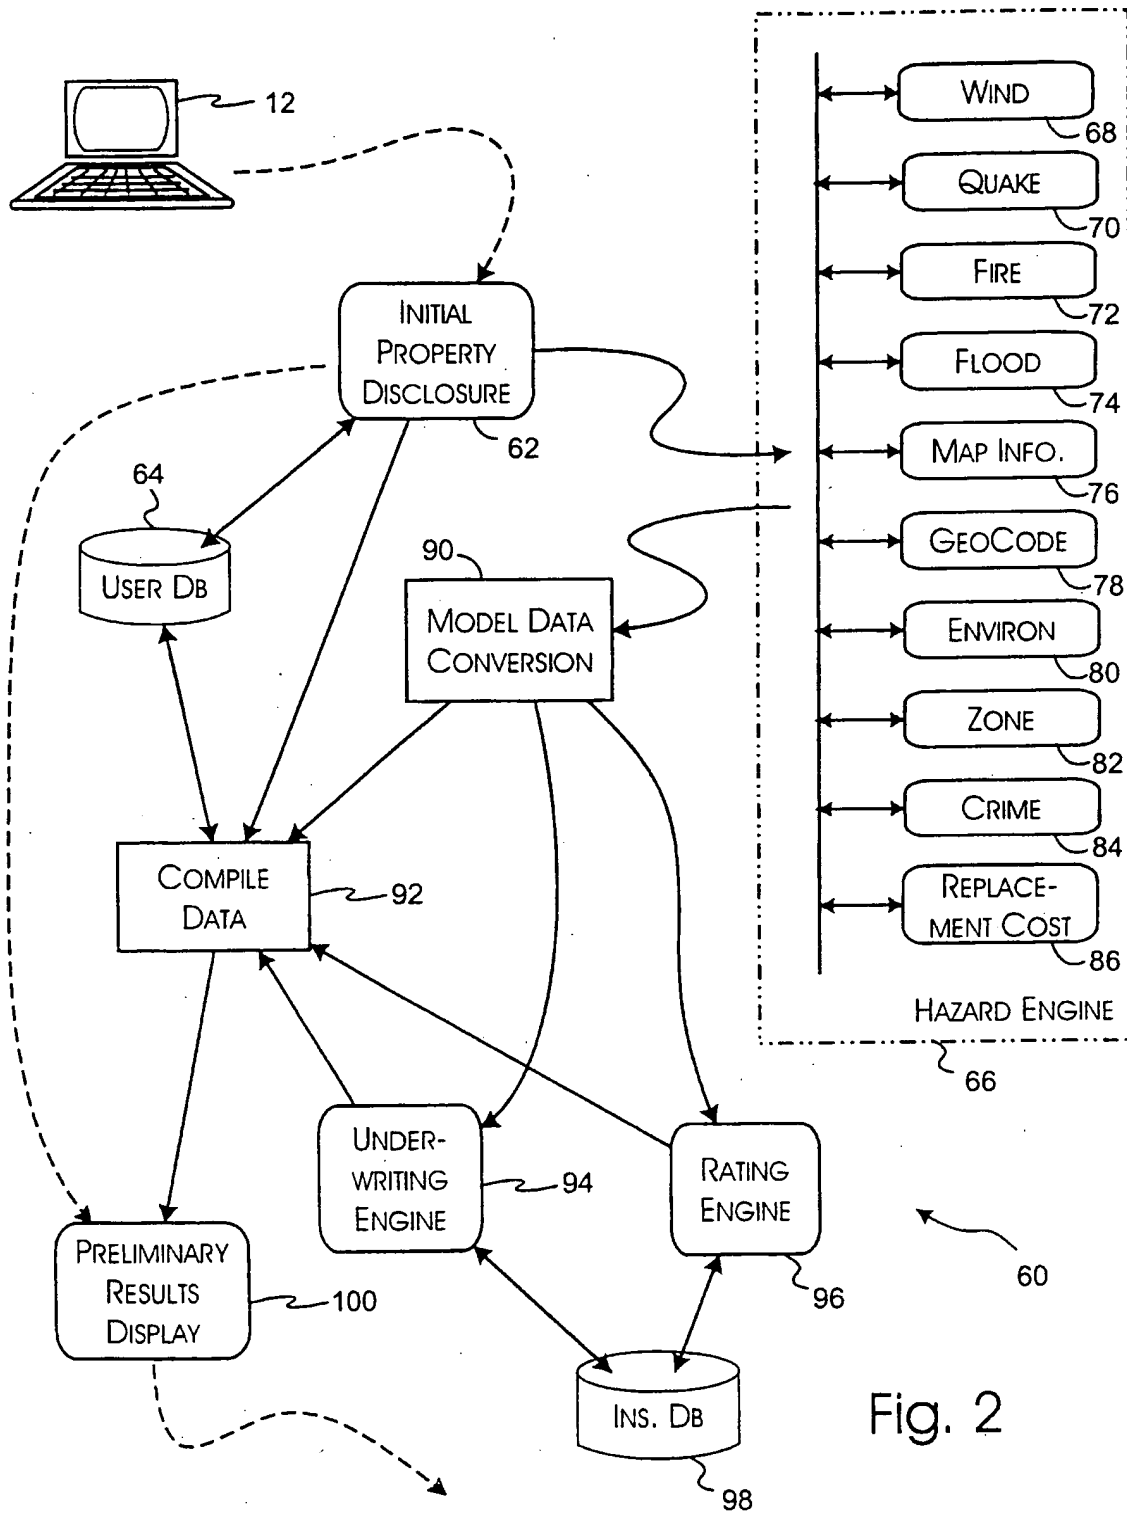 12
INITIAL
PROPERTY
DISCLOSURE
62
64
USER DB
90
MODEL DATA
CONVERSION
COMPILE
DATA
92
UNDER-
WRITING
ENGINE
94
RATING
ENGINE
96
PRELIMINARY
RESULTS
DISPLAY
100
INS. DB
98
WIND
68
QUAKE
70
FIRE
72
FLOOD
74
MAP INFO.
76
GEOCODE
78
ENVIRON
80
ZONE
82
CRIME
84
REPLACE-
MENT COST
86
HAZARD ENGINE
66
60
Fig. 2